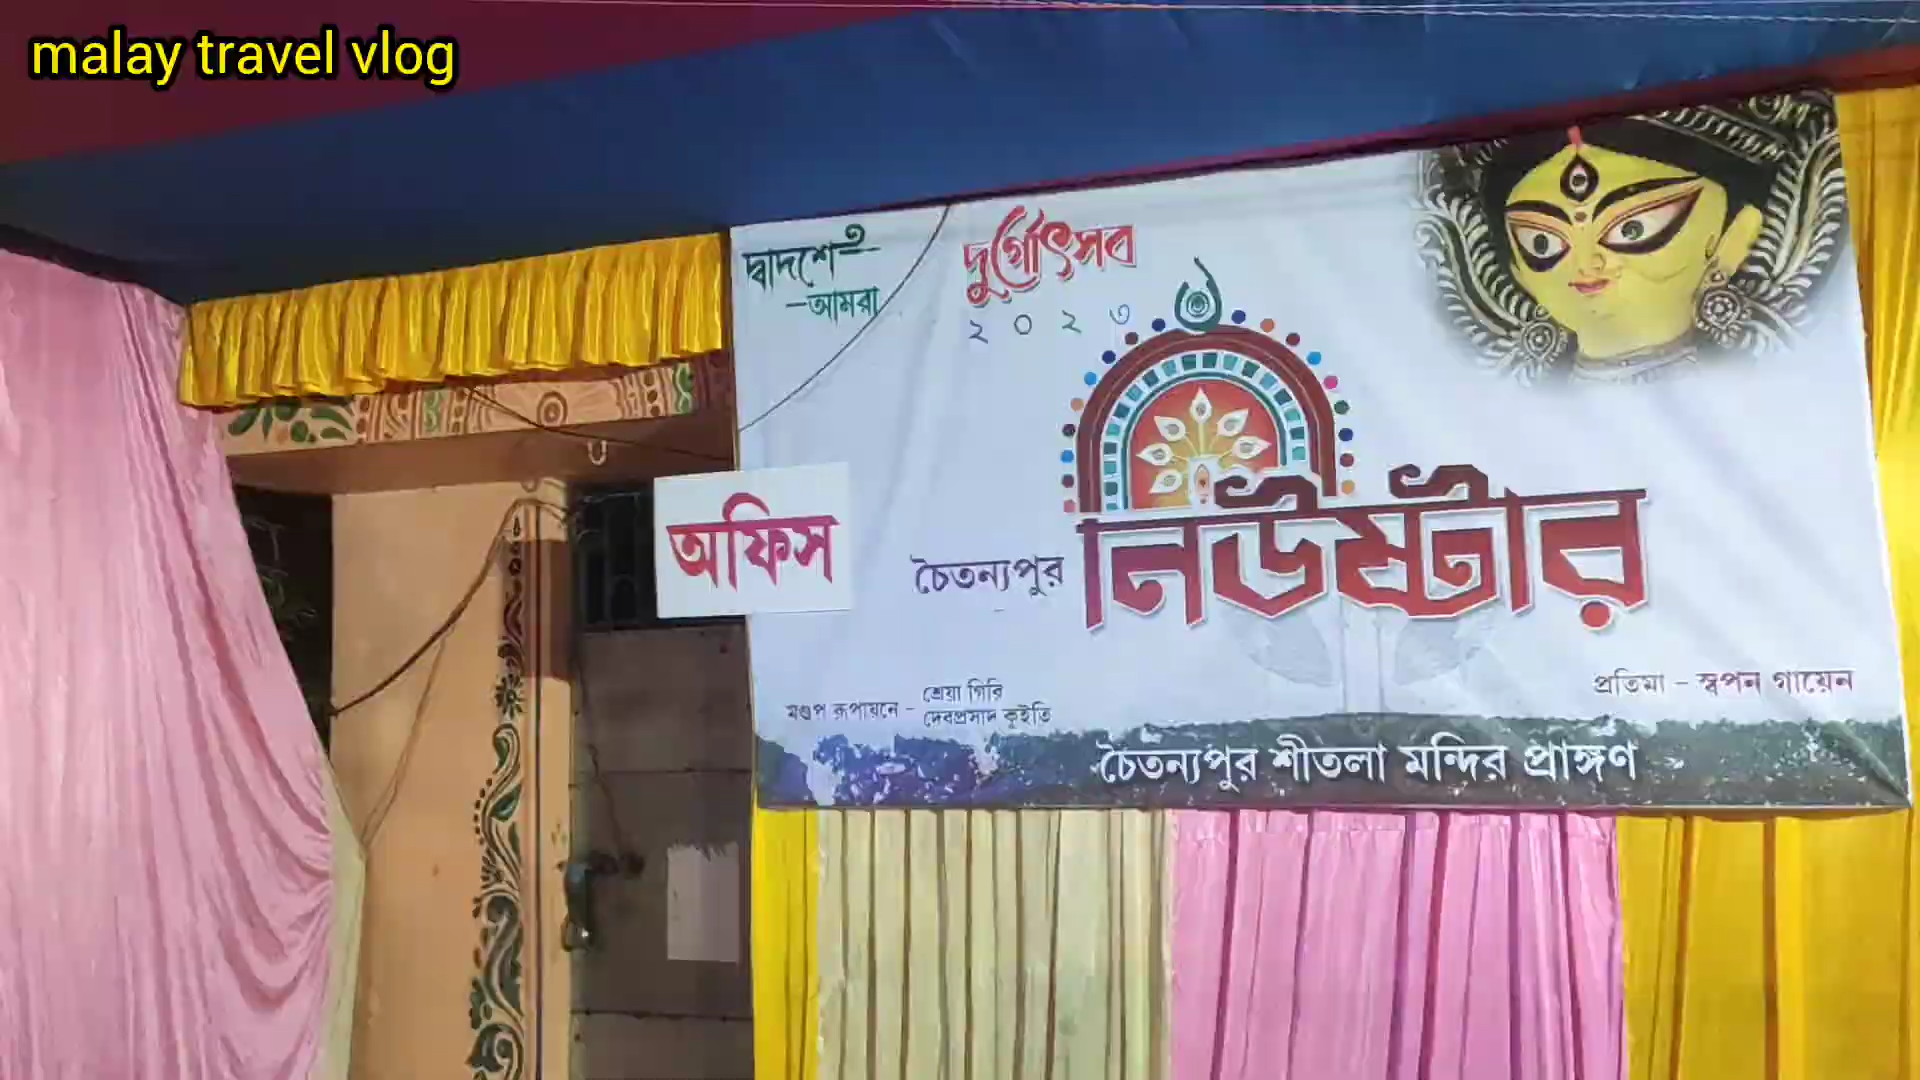 malay travel vlog
দ্বাদশে
-আমরা
দুর্গোৎসব
২০২৩
অফিস
চৈতন্যপুর নিউষ্টার
মণ্ডপ রূপায়নে - শ্রেয়া গিরি
দেবপ্রসাদ কুইতি
প্রতিমা - স্বপন গায়েন
চৈতন্যপুর শীতলা মন্দির প্রাঙ্গণ